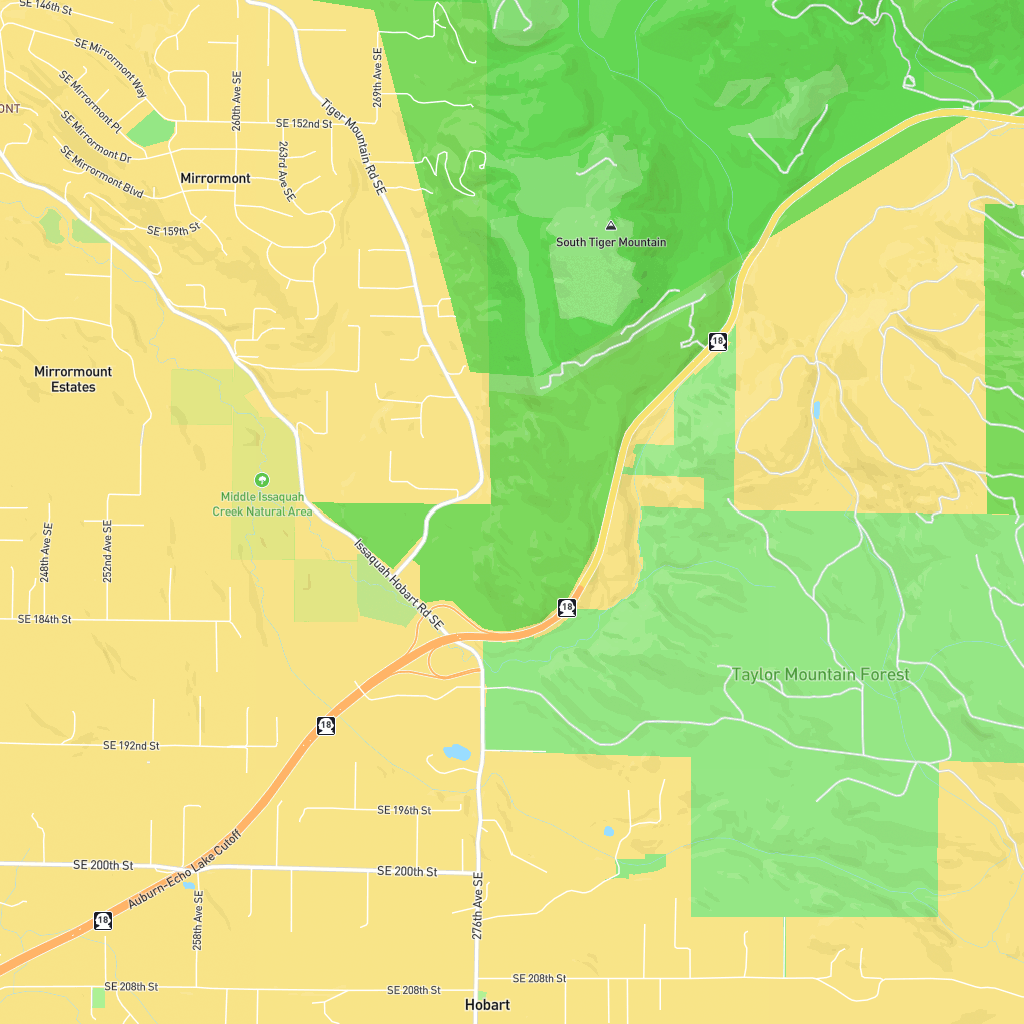 SE 146th St
SE Mirrormont Way
SE Mirrormont Pl
260th Ave SE
269th Ave SE
ONT
SE Mirrormont Dr
SE 152nd St
Tiger Mountain Rd SE
SE Mirrormont Blvd
263rd Ave SE
Mirrormont
SE 159th St
South Tiger Mountain
18
Mirrormount
Estates
Middle Issaquah
Creek Natural Area
248th Ave SE
252nd Ave SE
Issaquah Hobart Rd SE
18
SE 184th St
Taylor Mountain Forest
18
SE 192nd St
SE 196th St
Auburn-Echo Lake Cutoff
SE 200th St
SE 200th St
276th Ave SE
258th Ave SE
18
SE 208th St
SE 208th St
SE 208th St
Hobart